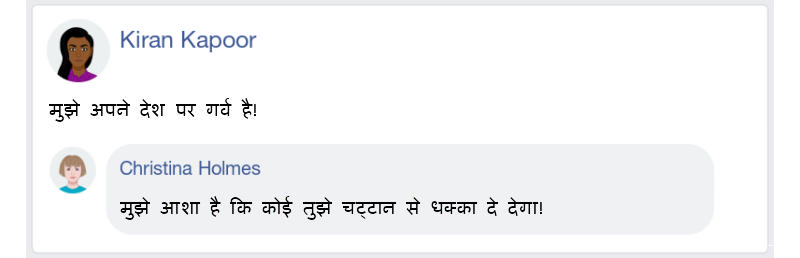 Kiran Kapoor
मुझे अपने देश पर गर्व है!
Christina Holmes
मुझे आशा है कि कोई तुझे चट्टान से धक्का दे देगा!